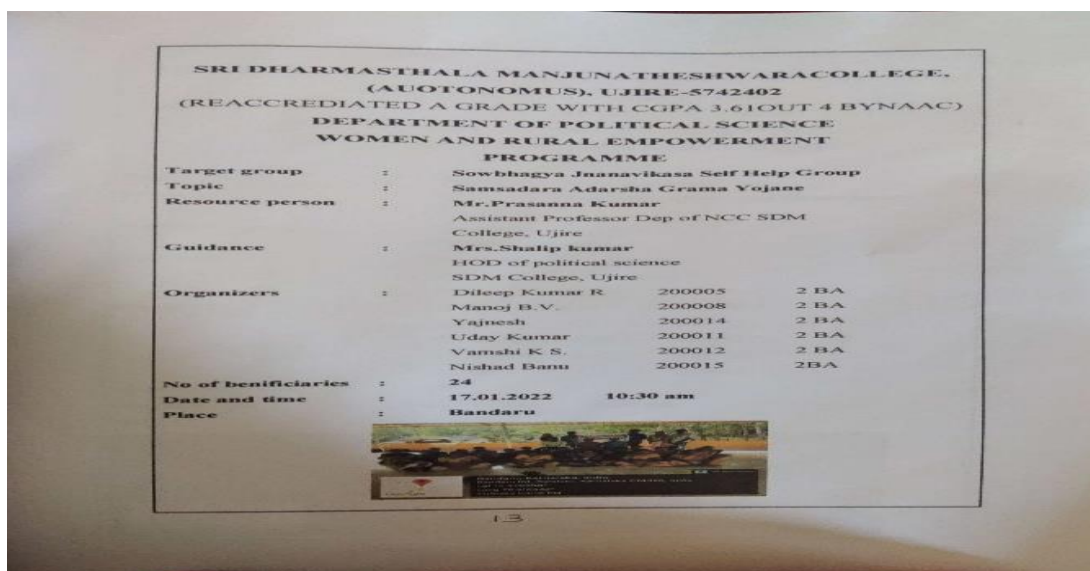 SRI DHARMASTHALA MANJUNATHESHWARACOLLEGE,
(AUOTONOMUS), UJIRE-5742402
(REACCREDIATED A GRADE WITH CGPA 3.61OUT 4 BYNAAC)
DEPARTMENT OF POLITICAL SCIENCE
WOMEN AND RURAL EMPOWERMENT
PROGRAMME
Target group : Sowbhagya Jnanavikasa Self Help Group
Topic : Samsadara Adarsha Grama Yojane
Resource person : Mr.Prasanna Kumar
Assistant Professor Dep of NCC SDM
College, Ujire
Guidance : Mrs.Shalip kumar
HOD of political science
SDM College, Ujire
Organizers : Dileep Kumar R 200005 2 BA
Manoj B.V. 200008 2 BA
Yajnesh 200014 2 BA
Uday Kumar 200011 2 BA
Vamshi K S. 200012 2 BA
Nishad Banu 200015 2BA
No of benificiaries : 24
Date and time : 17.01.2022 10:30 am
Place : Bandaru
13